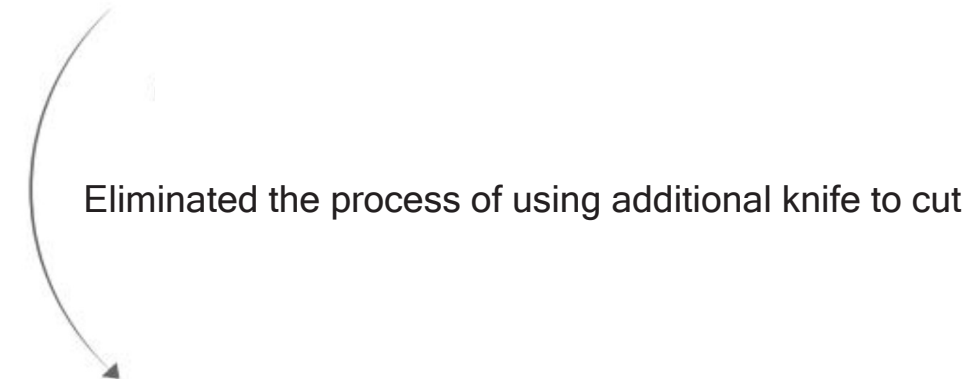 Eliminated the process of using additional knife to cut